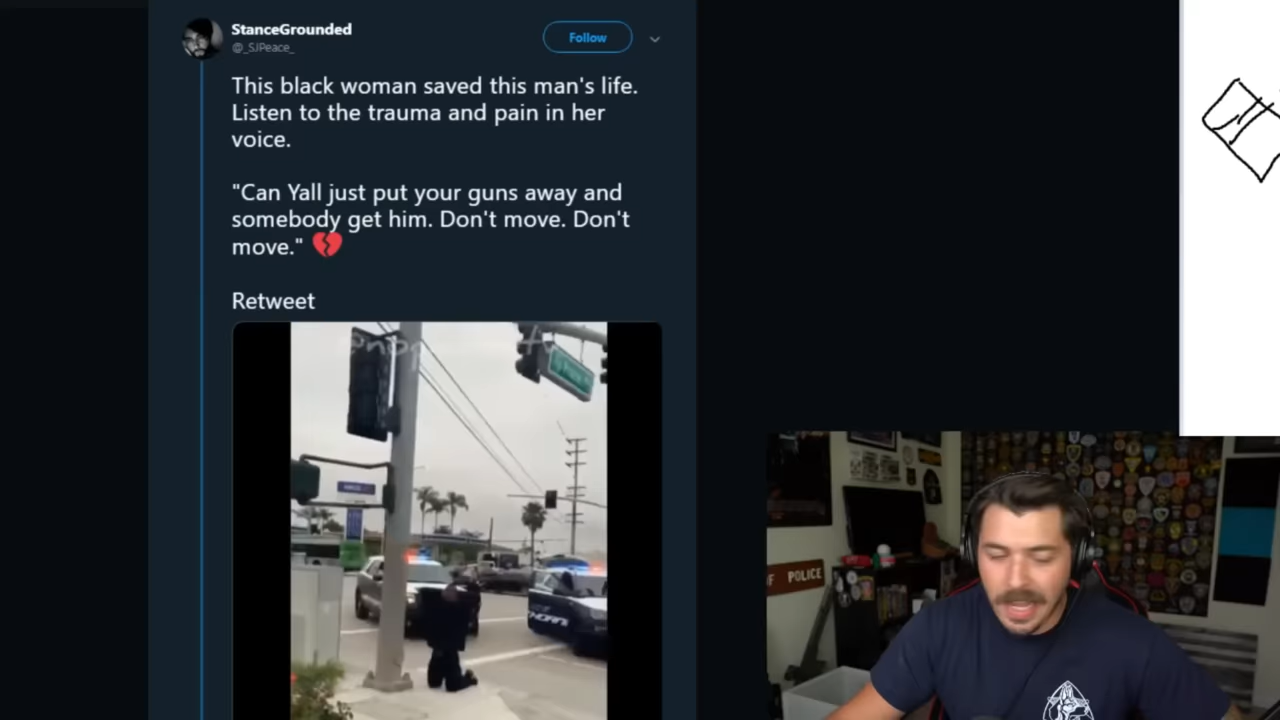 StanceGrounded
@_SJPeace_
Follow
This black woman saved this man's life.
Listen to the trauma and pain in her
voice.
"Can Yall just put your guns away and
somebody get him. Don't move. Don't
move." 💔
Retweet
POLICE